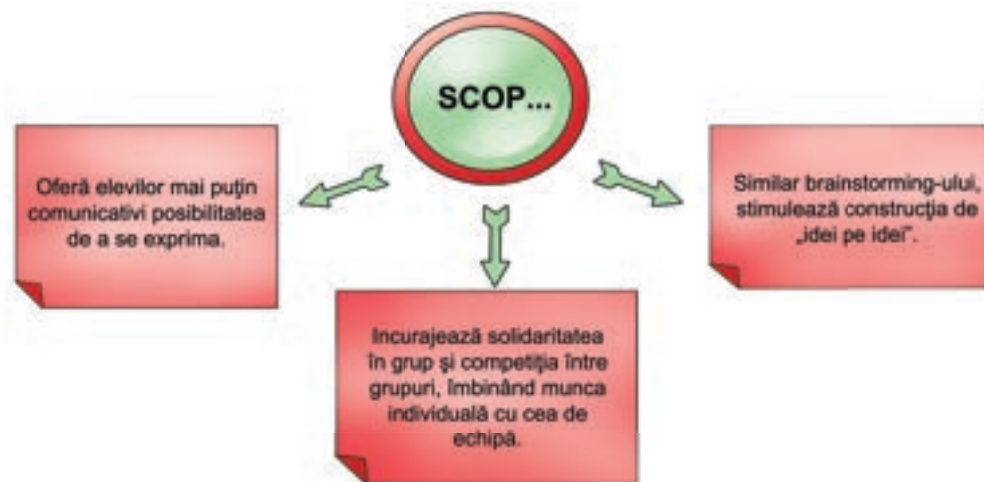 SCOP...
Oferă elevilor mai puţin
comunicativi posibilitatea
de a se exprima.
Similar brainstorming-ului,
stimulează construcţia de
„idei pe idei”.
Incurajează solidaritatea
în grup şi competiţia între
grupuri, îmbinând munca
individuală cu cea de
echipă.